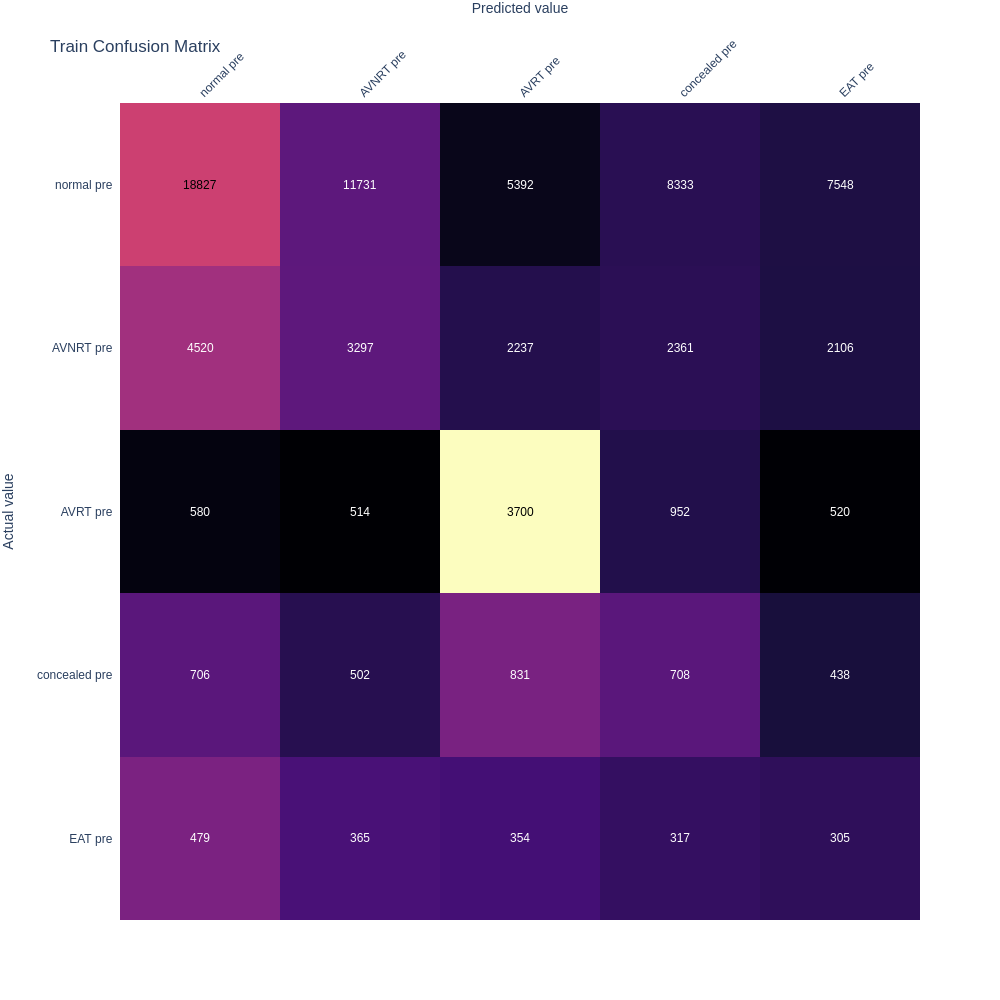 Predicted value
Train Confusion Matrix
normal pre AVNRT pre AVRT pre concealed pre EAT pre
normal pre 18827 11731 5392 8333 7548
AVNRT pre 4520 3297 2237 2361 2106
Actual value
AVRT pre 580 514 3700 952 520
concealed pre 706 502 831 708 438
EAT pre 479 365 354 317 305